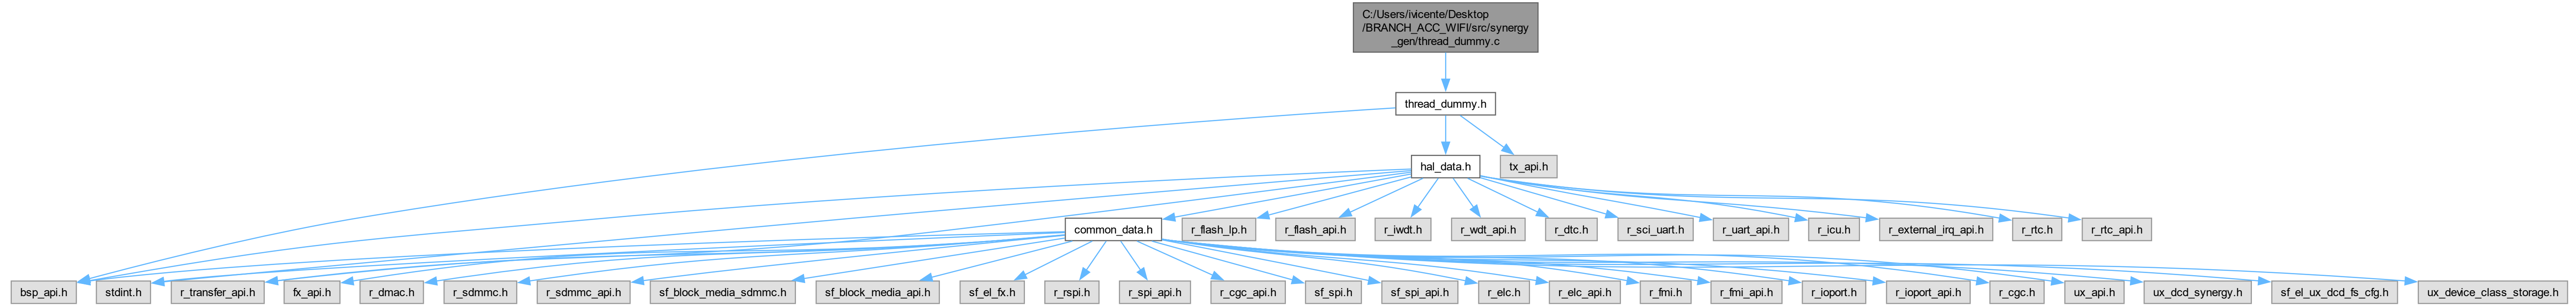 C:/Users/ivicente/Desktop
/BRANCH_ACC_WIFI/src/synergy
_gen/thread_dummy.c
thread_dummy.h
hal_data.h
tx_api.h
common_data.h
r_flash_lp.h
r_flash_api.h
r_iwdt.h
r_wdt_api.h
r_dtc.h
r_sci_uart.h
r_uart_api.h
r_icu.h
r_external_irq_api.h
r_rtc.h
r_rtc_api.h
bsp_api.h
stdint.h
r_transfer_api.h
fx_api.h
r_dmac.h
r_sdmmc.h
r_sdmmc_api.h
sf_block_media_sdmmc.h
sf_block_media_api.h
sf_el_fx.h
r_rspi.h
r_spi_api.h
r_cgc_api.h
sf_spi.h
sf_spi_api.h
r_elc.h
r_elc_api.h
r_fmi.h
r_fmi_api.h
r_ioport.h
r_ioport_api.h
r_cgc.h
ux_api.h
ux_dcd_synergy.h
sf_el_ux_dcd_fs_cfg.h
ux_device_class_storage.h